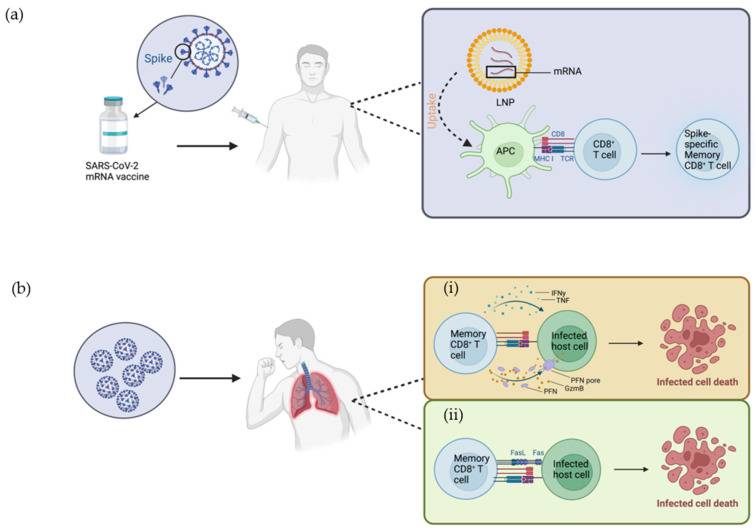 (a)
Spike
SARS-CoV-2
mRNA vaccine
mRNA
LNP
Uptake
APC
CD8
MHC I
TCR
CD8⁺
T cell
Spike-
specific
Memory
CD8⁺ T cell
(b)
(i)
IFNγ
TNF
Memory
CD8⁺ T
cell
Infected
host cell
PFN pore
GzmB
PFN
Infected cell death
(ii)
FasL
Fas
Memory
CD8⁺ T
cell
Infected
host cell
Infected cell death